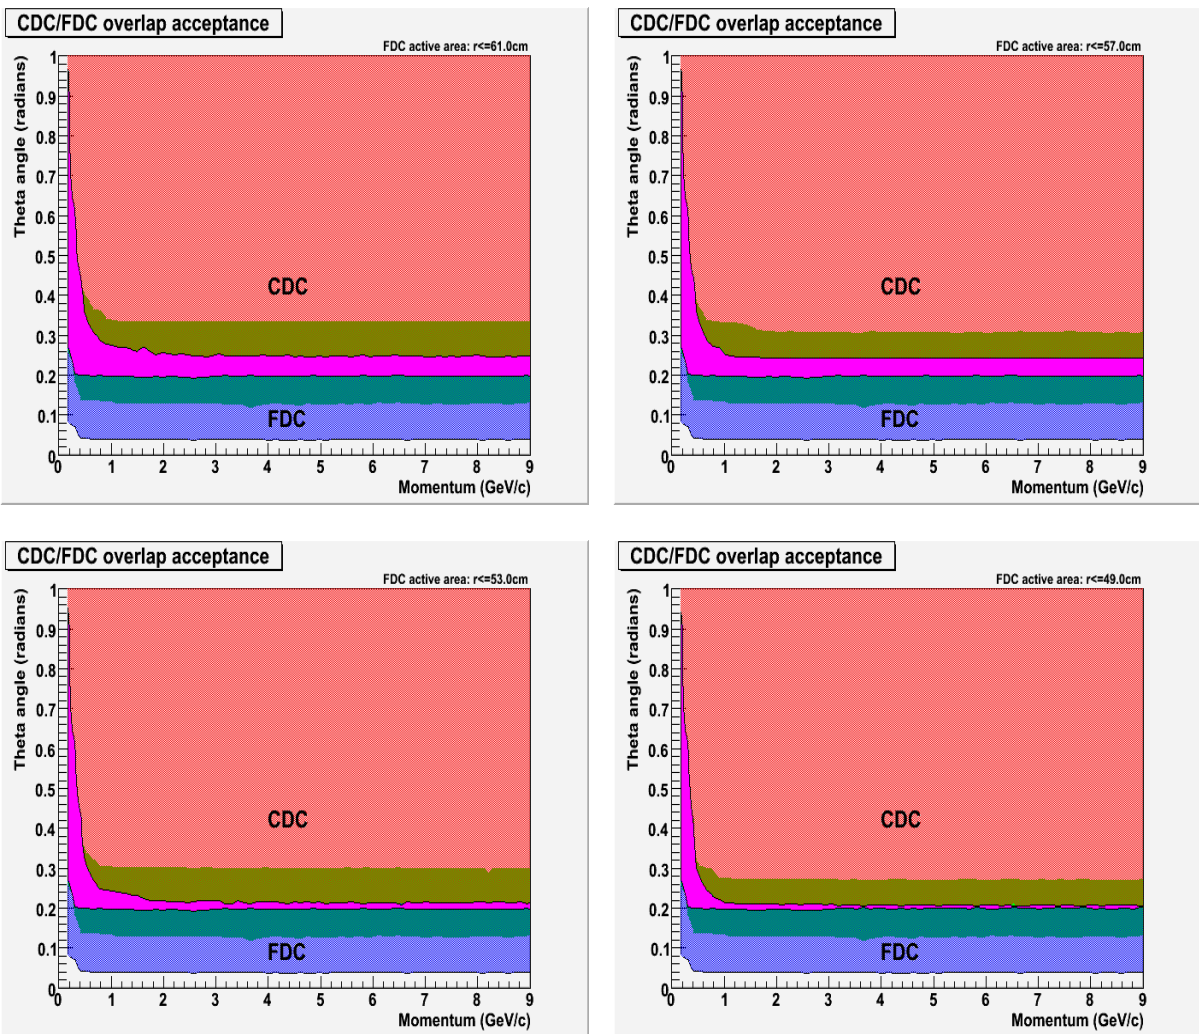 CDC/FDC overlap acceptance
FDC active area: r<=61.0cm
Theta angle (radians)
1
0.9
0.8
0.7
0.6
0.5
0.4
0.3
0.2
0.1
0
CDC
FDC
0 1 2 3 4 5 6 7 8 9
Momentum (GeV/c)
CDC/FDC overlap acceptance
FDC active area: r<=57.0cm
Theta angle (radians)
1
0.9
0.8
0.7
0.6
0.5
0.4
0.3
0.2
0.1
0
CDC
FDC
0 1 2 3 4 5 6 7 8 9
Momentum (GeV/c)
CDC/FDC overlap acceptance
FDC active area: r<=53.0cm
Theta angle (radians)
1
0.9
0.8
0.7
0.6
0.5
0.4
0.3
0.2
0.1
0
CDC
FDC
0 1 2 3 4 5 6 7 8 9
Momentum (GeV/c)
CDC/FDC overlap acceptance
FDC active area: r<=49.0cm
Theta angle (radians)
1
0.9
0.8
0.7
0.6
0.5
0.4
0.3
0.2
0.1
0
CDC
FDC
0 1 2 3 4 5 6 7 8 9
Momentum (GeV/c)